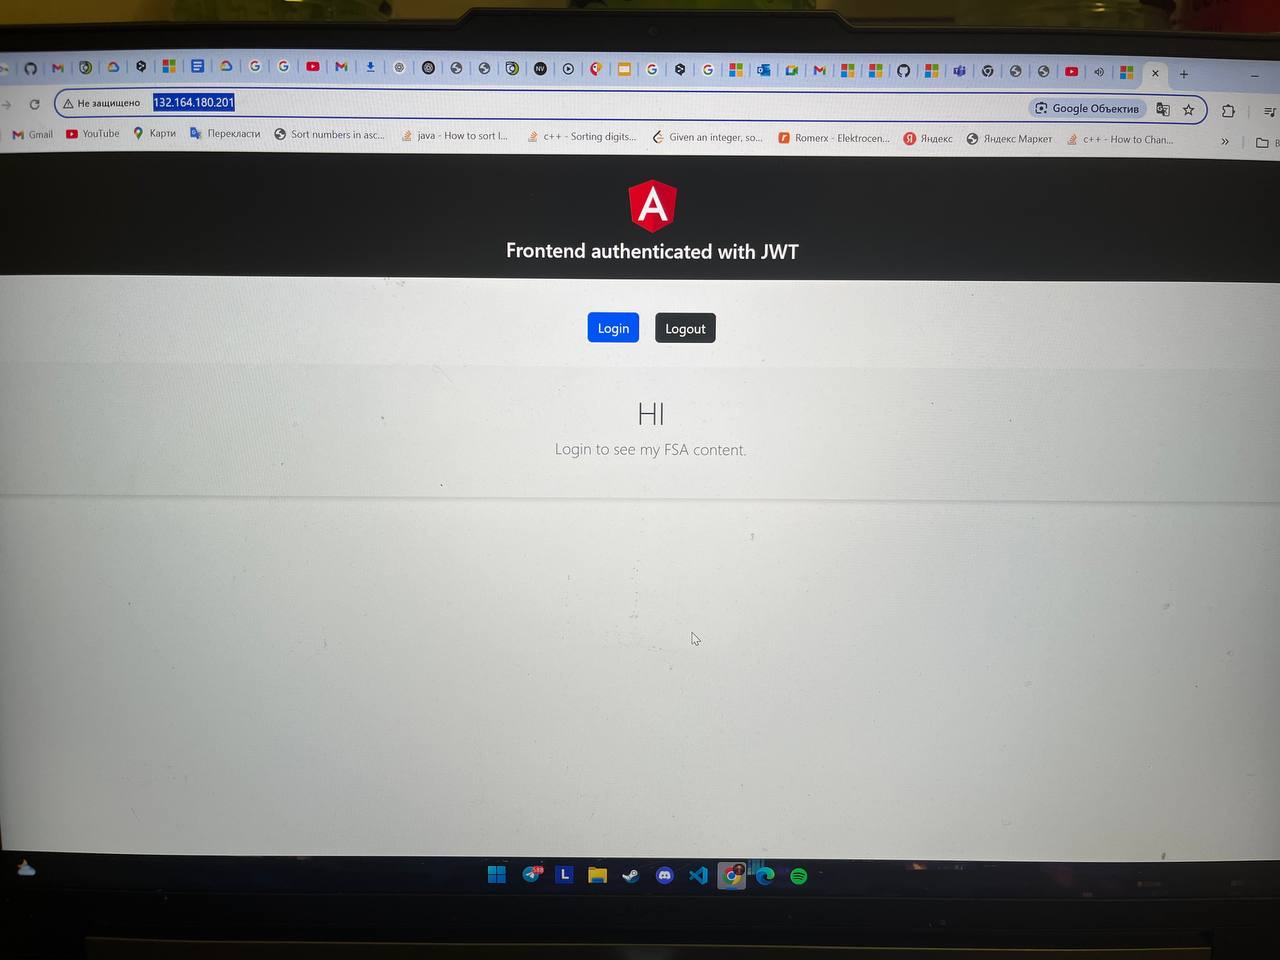 Не защищено 132.164.180.201 Google Объектив
Gmail YouTube Карти Перекласти Sort numbers in asc... java - How to sort I... c++ - Sorting digits... Given an integer, so... Romerx - Elektrocen... Яндекс Яндекс Маркет c++ - How to Chan... »
A
Frontend authenticated with JWT
Login Logout
HI
Login to see my FSA content.
L